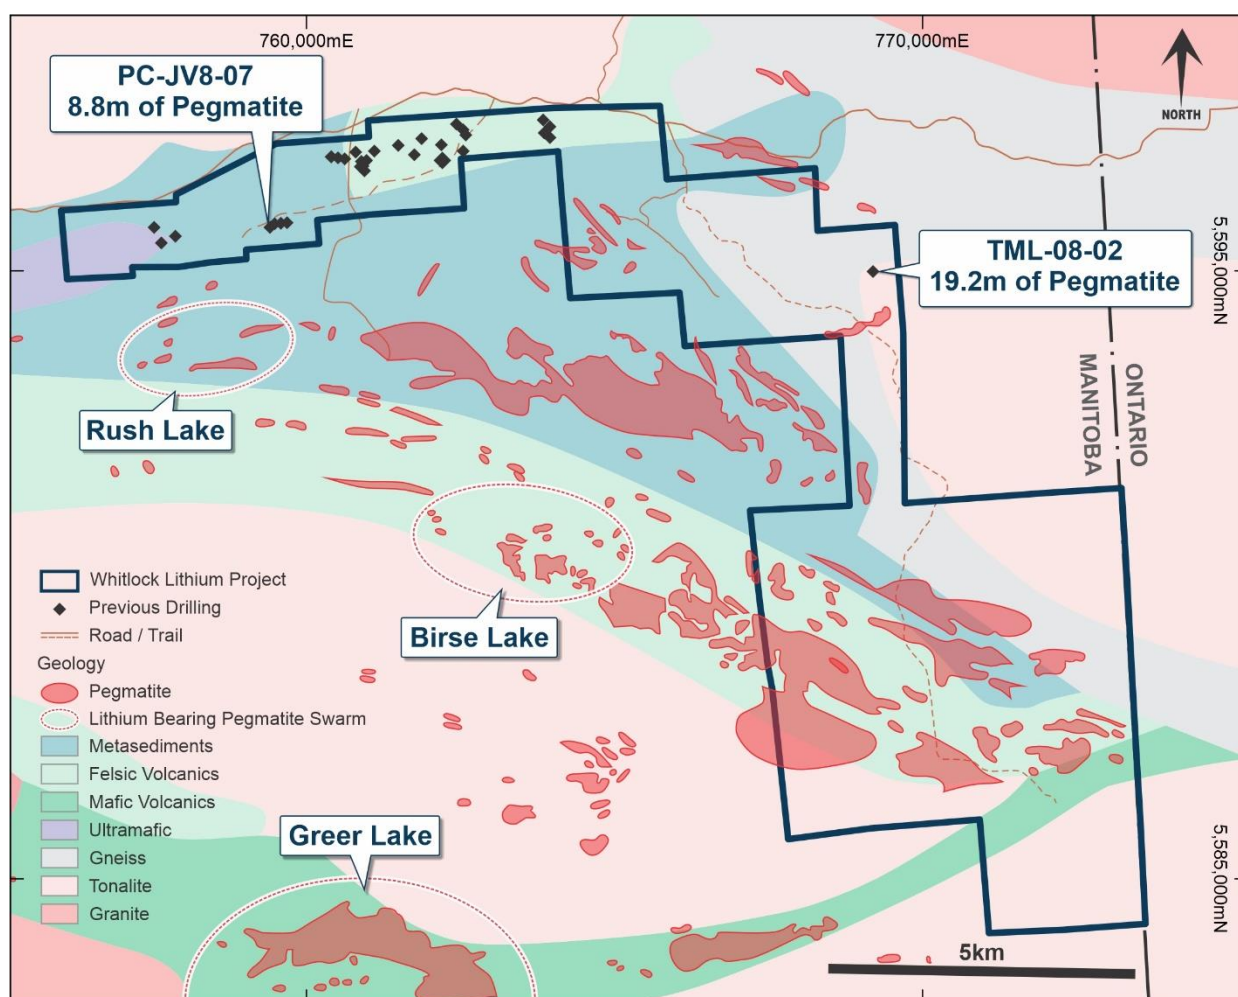 760,000mE
770,000mE
PC-JV8-07
8.8m of Pegmatite
NORTH
TML-08-02
19.2m of Pegmatite
5,595,000mN
MANITOBA
ONTARIO
Rush Lake
Birse Lake
Whitlock Lithium Project
Previous Drilling
Road / Trail
Geology
Pegmatite
Lithium Bearing Pegmatite Swarm
Metasediments
Felsic Volcanics
Mafic Volcanics
Ultramafic
Gneiss
Tonalite
Granite
Greer Lake
5,585,000mN
5km